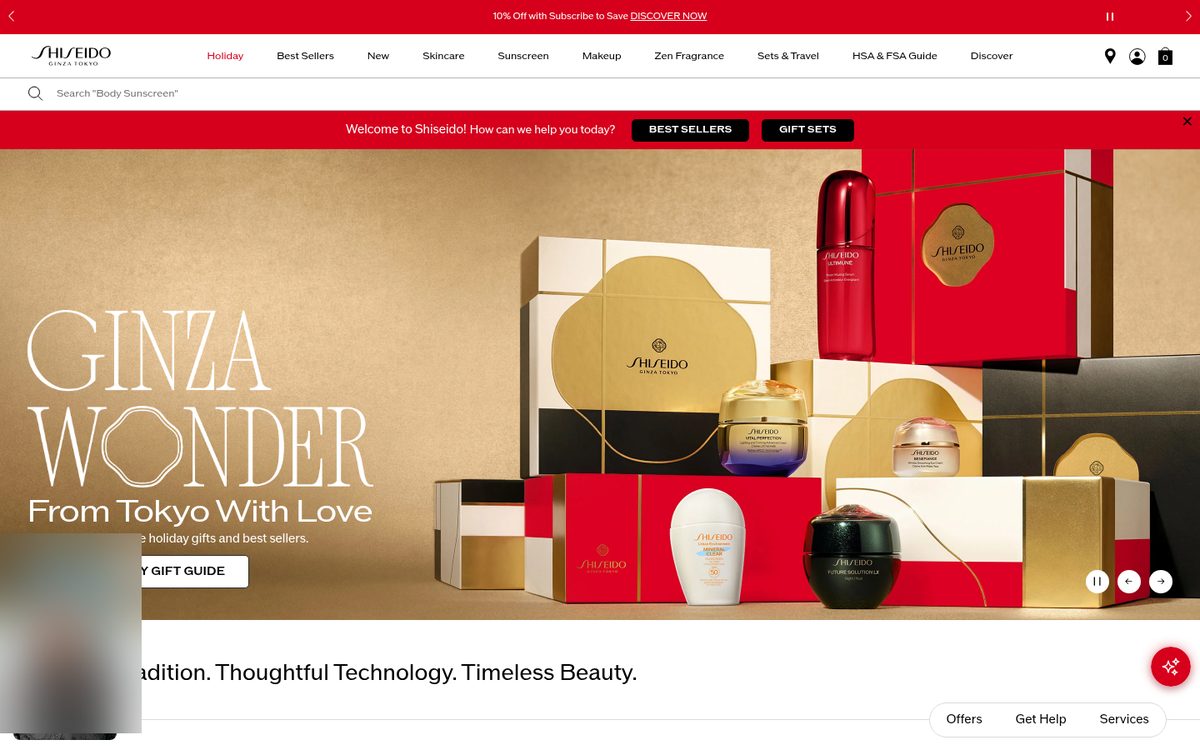 10% Off with Subscribe to Save DISCOVER NOW
SHISEIDO
GINZA TOKYO
Holiday
Best Sellers
New
Skincare
Sunscreen
Makeup
Zen Fragrance
Sets & Travel
HSA & FSA Guide
Discover
0
Search "Body Sunscreen"
Welcome to Shiseido! How can we help you today?
BEST SELLERS
GIFT SETS
GINZA
WONDER
From Tokyo With Love
holiday gifts and best sellers.
GIFT GUIDE
SHISEIDO
GINZA TOKYO
SHISEIDO
ULTIMUNE
SHISEIDO
GINZA TOKYO
SHISEIDO
VITAL PERFECTION
SHISEIDO
BENEFIANCE
SHISEIDO
GINZA TOKYO
SHISEIDO
MINERAL
CLEAR
50
SHISEIDO
FUTURE SOLUTION LX
adition. Thoughtful Technology. Timeless Beauty.
Offers
Get Help
Services